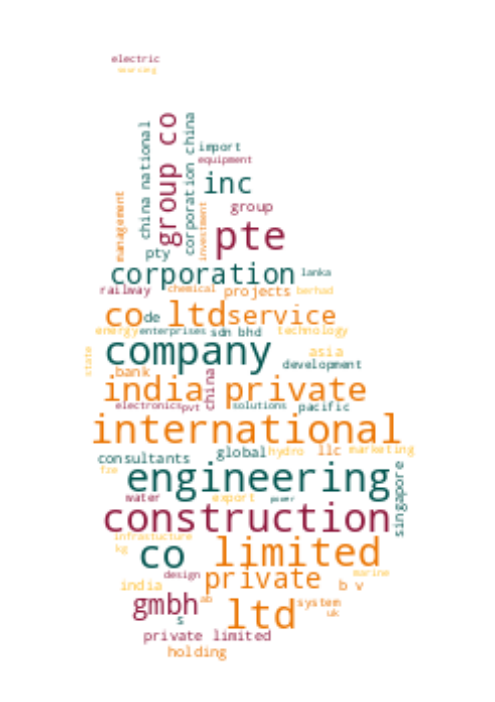 electric
sourcing
group co
china national
corporation china
import
equipment
inc
management
investment
group
pte
pty
corporation
lanka
railway
chemical
projects
berhad
co
de
ltd
service
energy
enterprises
sdn bhd
technology
company
state
asia
development
bank
china
india
private
electronics
pvt
solutions
pacific
international
consultants
global
hydro
llc
marketing
fze
engineering
singapore
water
export
power
construction
infrastucture
kg
co
limited
design
private
marine
india
b v
gmbh
ab
ltd
system
uk
s
private limited
holding